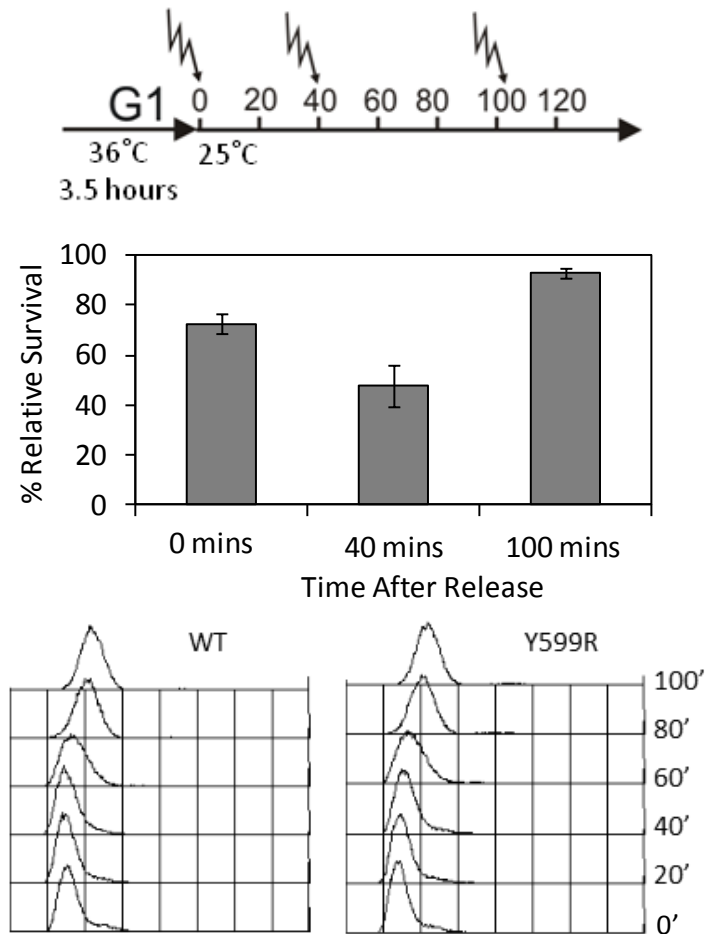 G1 0 20 40 60 80 100 120
36°C 25°C
3.5 hours
% Relative Survival
100
80
60
40
20
0
0 mins 40 mins 100 mins
Time After Release
WT Y599R
100’
80’
60’
40’
20’
0’